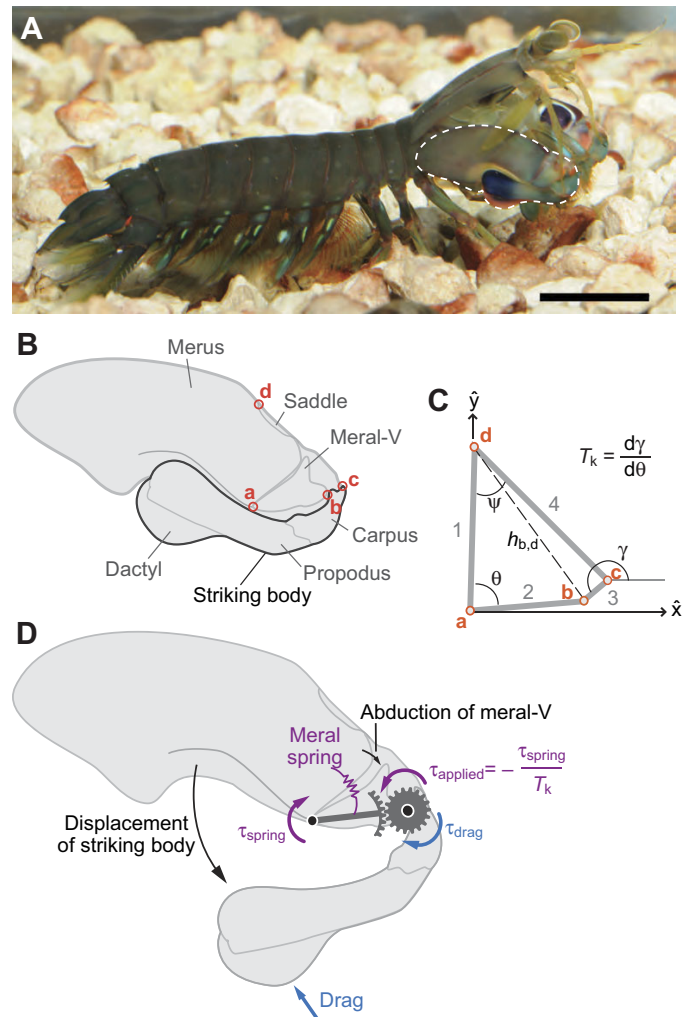 A
B
Merus
d
Saddle
Meral-V
a
c
b
Carpus
Dactyl
Propodus
Striking body
C
ŷ
d
T_k = dγ/dθ
ψ
4
1
h_b,d
γ
θ
c
2
b
3
a
x̂
D
Abduction of meral-V
Meral
spring
τ_applied = − τ_spring/T_k
τ_spring
τ_drag
Displacement
of striking body
Drag